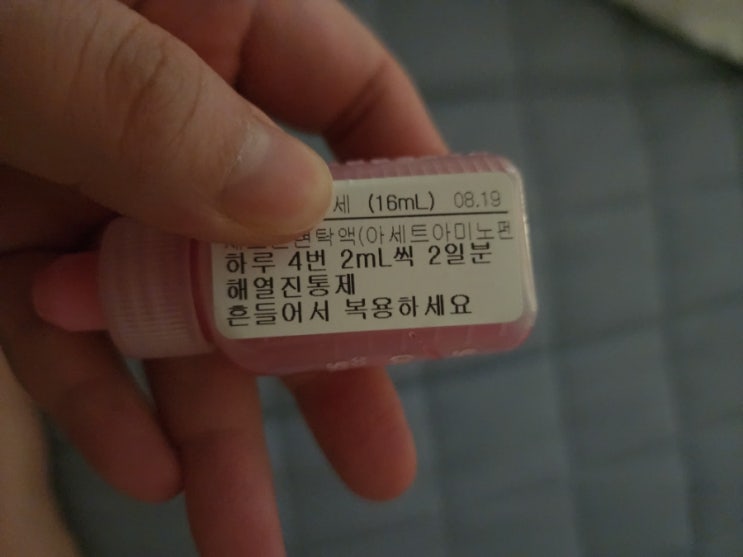 세 (16mL) 08.19
현탁액(아세트아미노펜
하루 4번 2mL씩 2일분
해열진통제
흔들어서 복용하세요